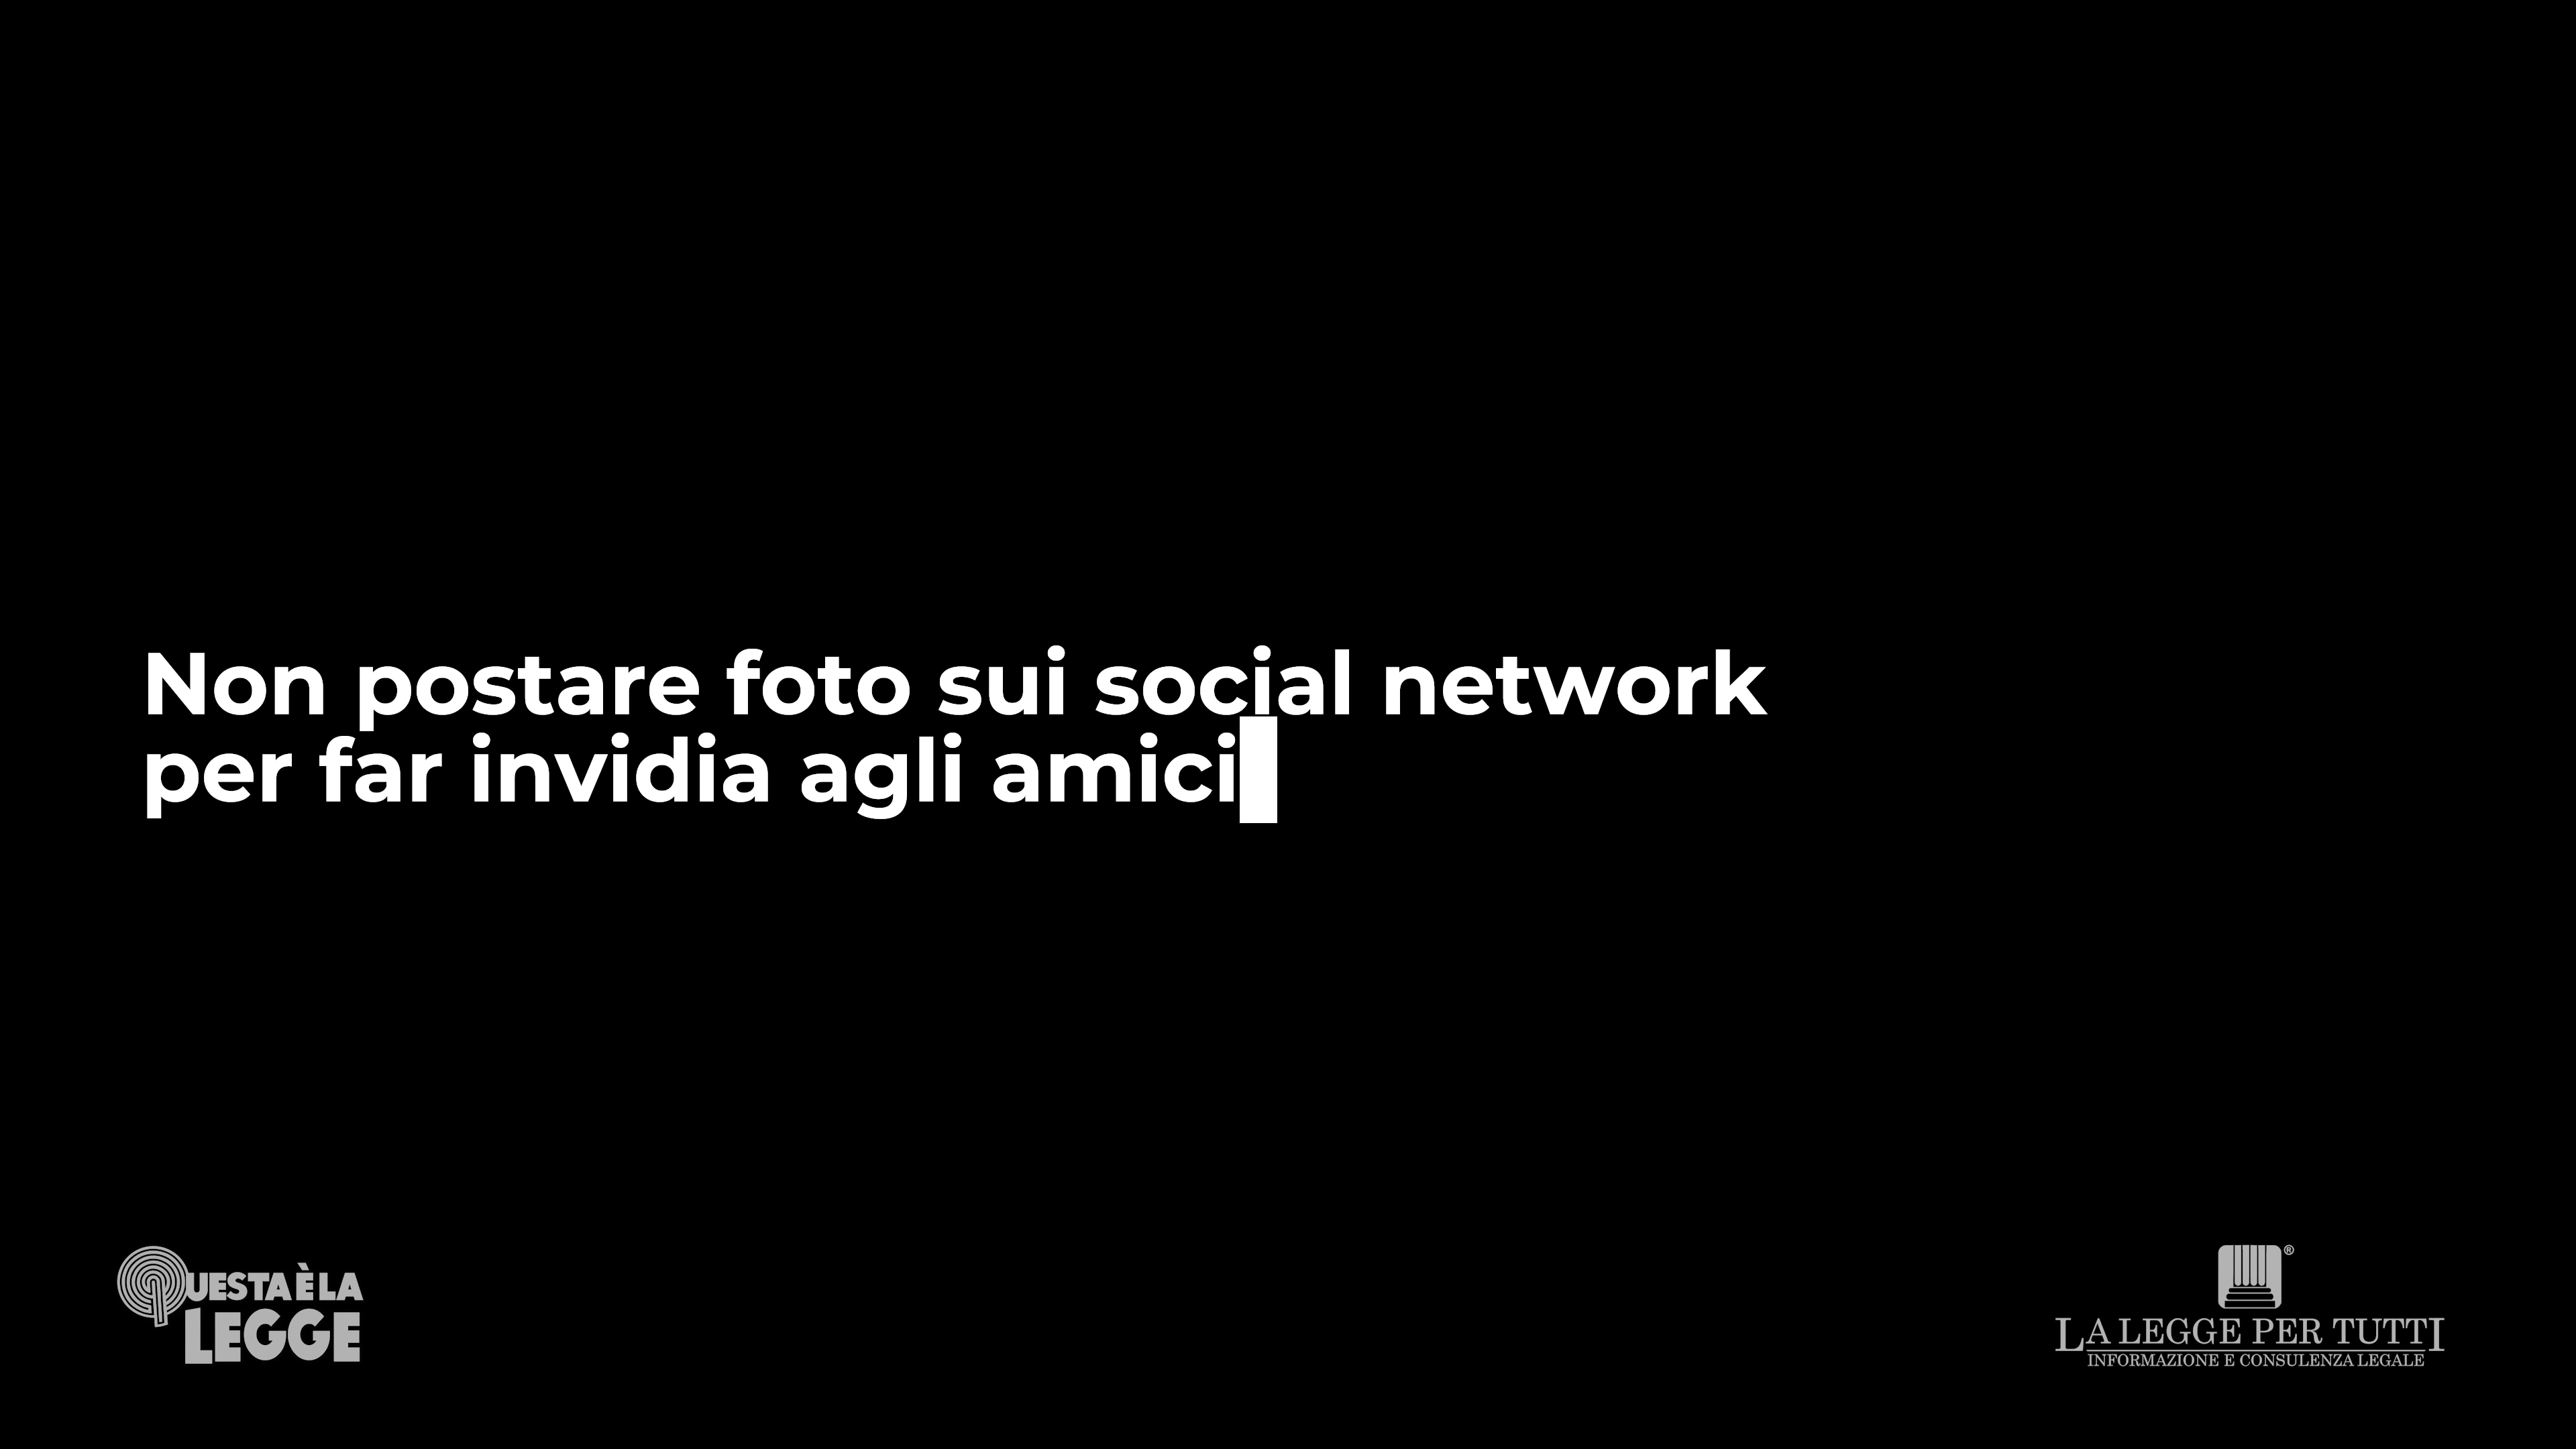 Non postare foto sui social network
per far invidia agli amici
QUESTA È LA
LEGGE
®
LA LEGGE PER TUTTI
INFORMAZIONE E CONSULENZA LEGALE